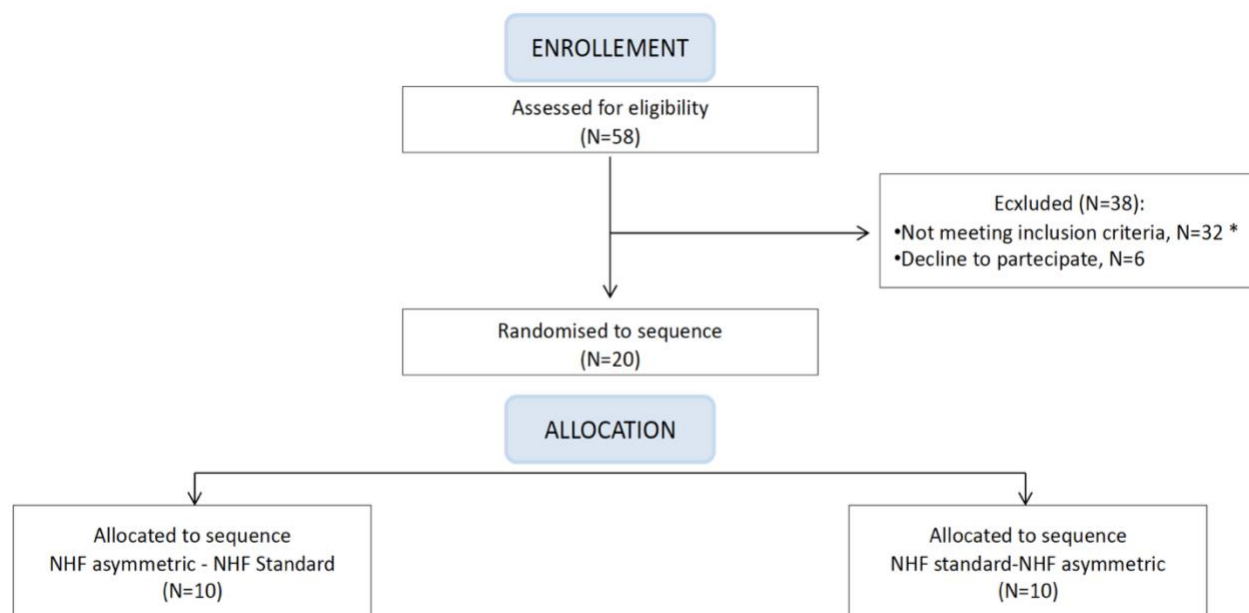 ENROLLEMENT
Assessed for eligibility
(N=58)
Ecxluded (N=38):
•Not meeting inclusion criteria, N=32 *
•Decline to partecipate, N=6
Randomised to sequence
(N=20)
ALLOCATION
Allocated to sequence
NHF asymmetric - NHF Standard
(N=10)
Allocated to sequence
NHF standard-NHF asymmetric
(N=10)